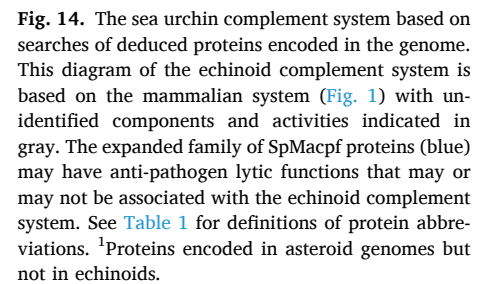 Fig. 14. The sea urchin complement system based on
searches of deduced proteins encoded in the genome.
This diagram of the echinoid complement system is
based on the mammalian system (Fig. 1) with un-
identified components and activities indicated in
gray. The expanded family of SpMacpf proteins (blue)
may have anti-pathogen lytic functions that may or
may not be associated with the echinoid complement
system. See Table 1 for definitions of protein abbre-
viations. ¹Proteins encoded in asteroid genomes but
not in echinoids.